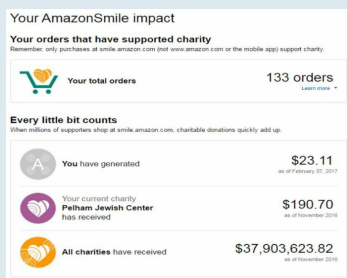 Your AmazonSmile impact
Your orders that have supported charity
Remember, only purchases at smile.amazon.com (not www.amazon.com or the mobile app) support charity.
Your total orders
133 orders
Learn more
Every little bit counts
When millions of supporters shop at smile.amazon.com, charitable donations quickly add up.
A
You have generated
$23.11
as of February 07, 2017
Your current charity
Pelham Jewish Center
has received
$190.70
as of November 2016
All charities have received
$37,903,623.82
as of November 2016